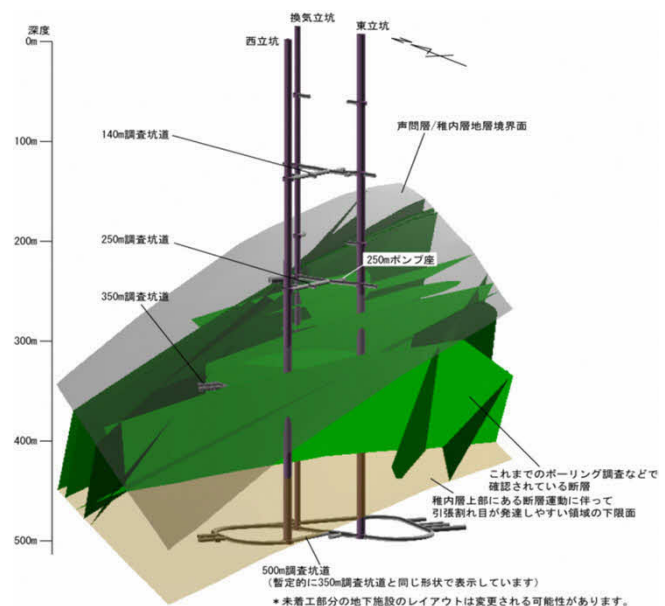 深度
換気立坑
西立坑
東立坑
0m
100m
140m調査坑道
声問層/稚内層地層境界面
200m
250m調査坑道
250mポンプ座
350m調査坑道
300m
400m
これまでのボーリング調査などで
確認されている断層
稚内層上部にある断層運動に伴って
引張割れ目が発達しやすい領域の下限面
500m
500m調査坑道
(暫定的に350m調査坑道と同じ形状で表示しています)
*未着工部分の地下施設のレイアウトは変更される可能性があります。